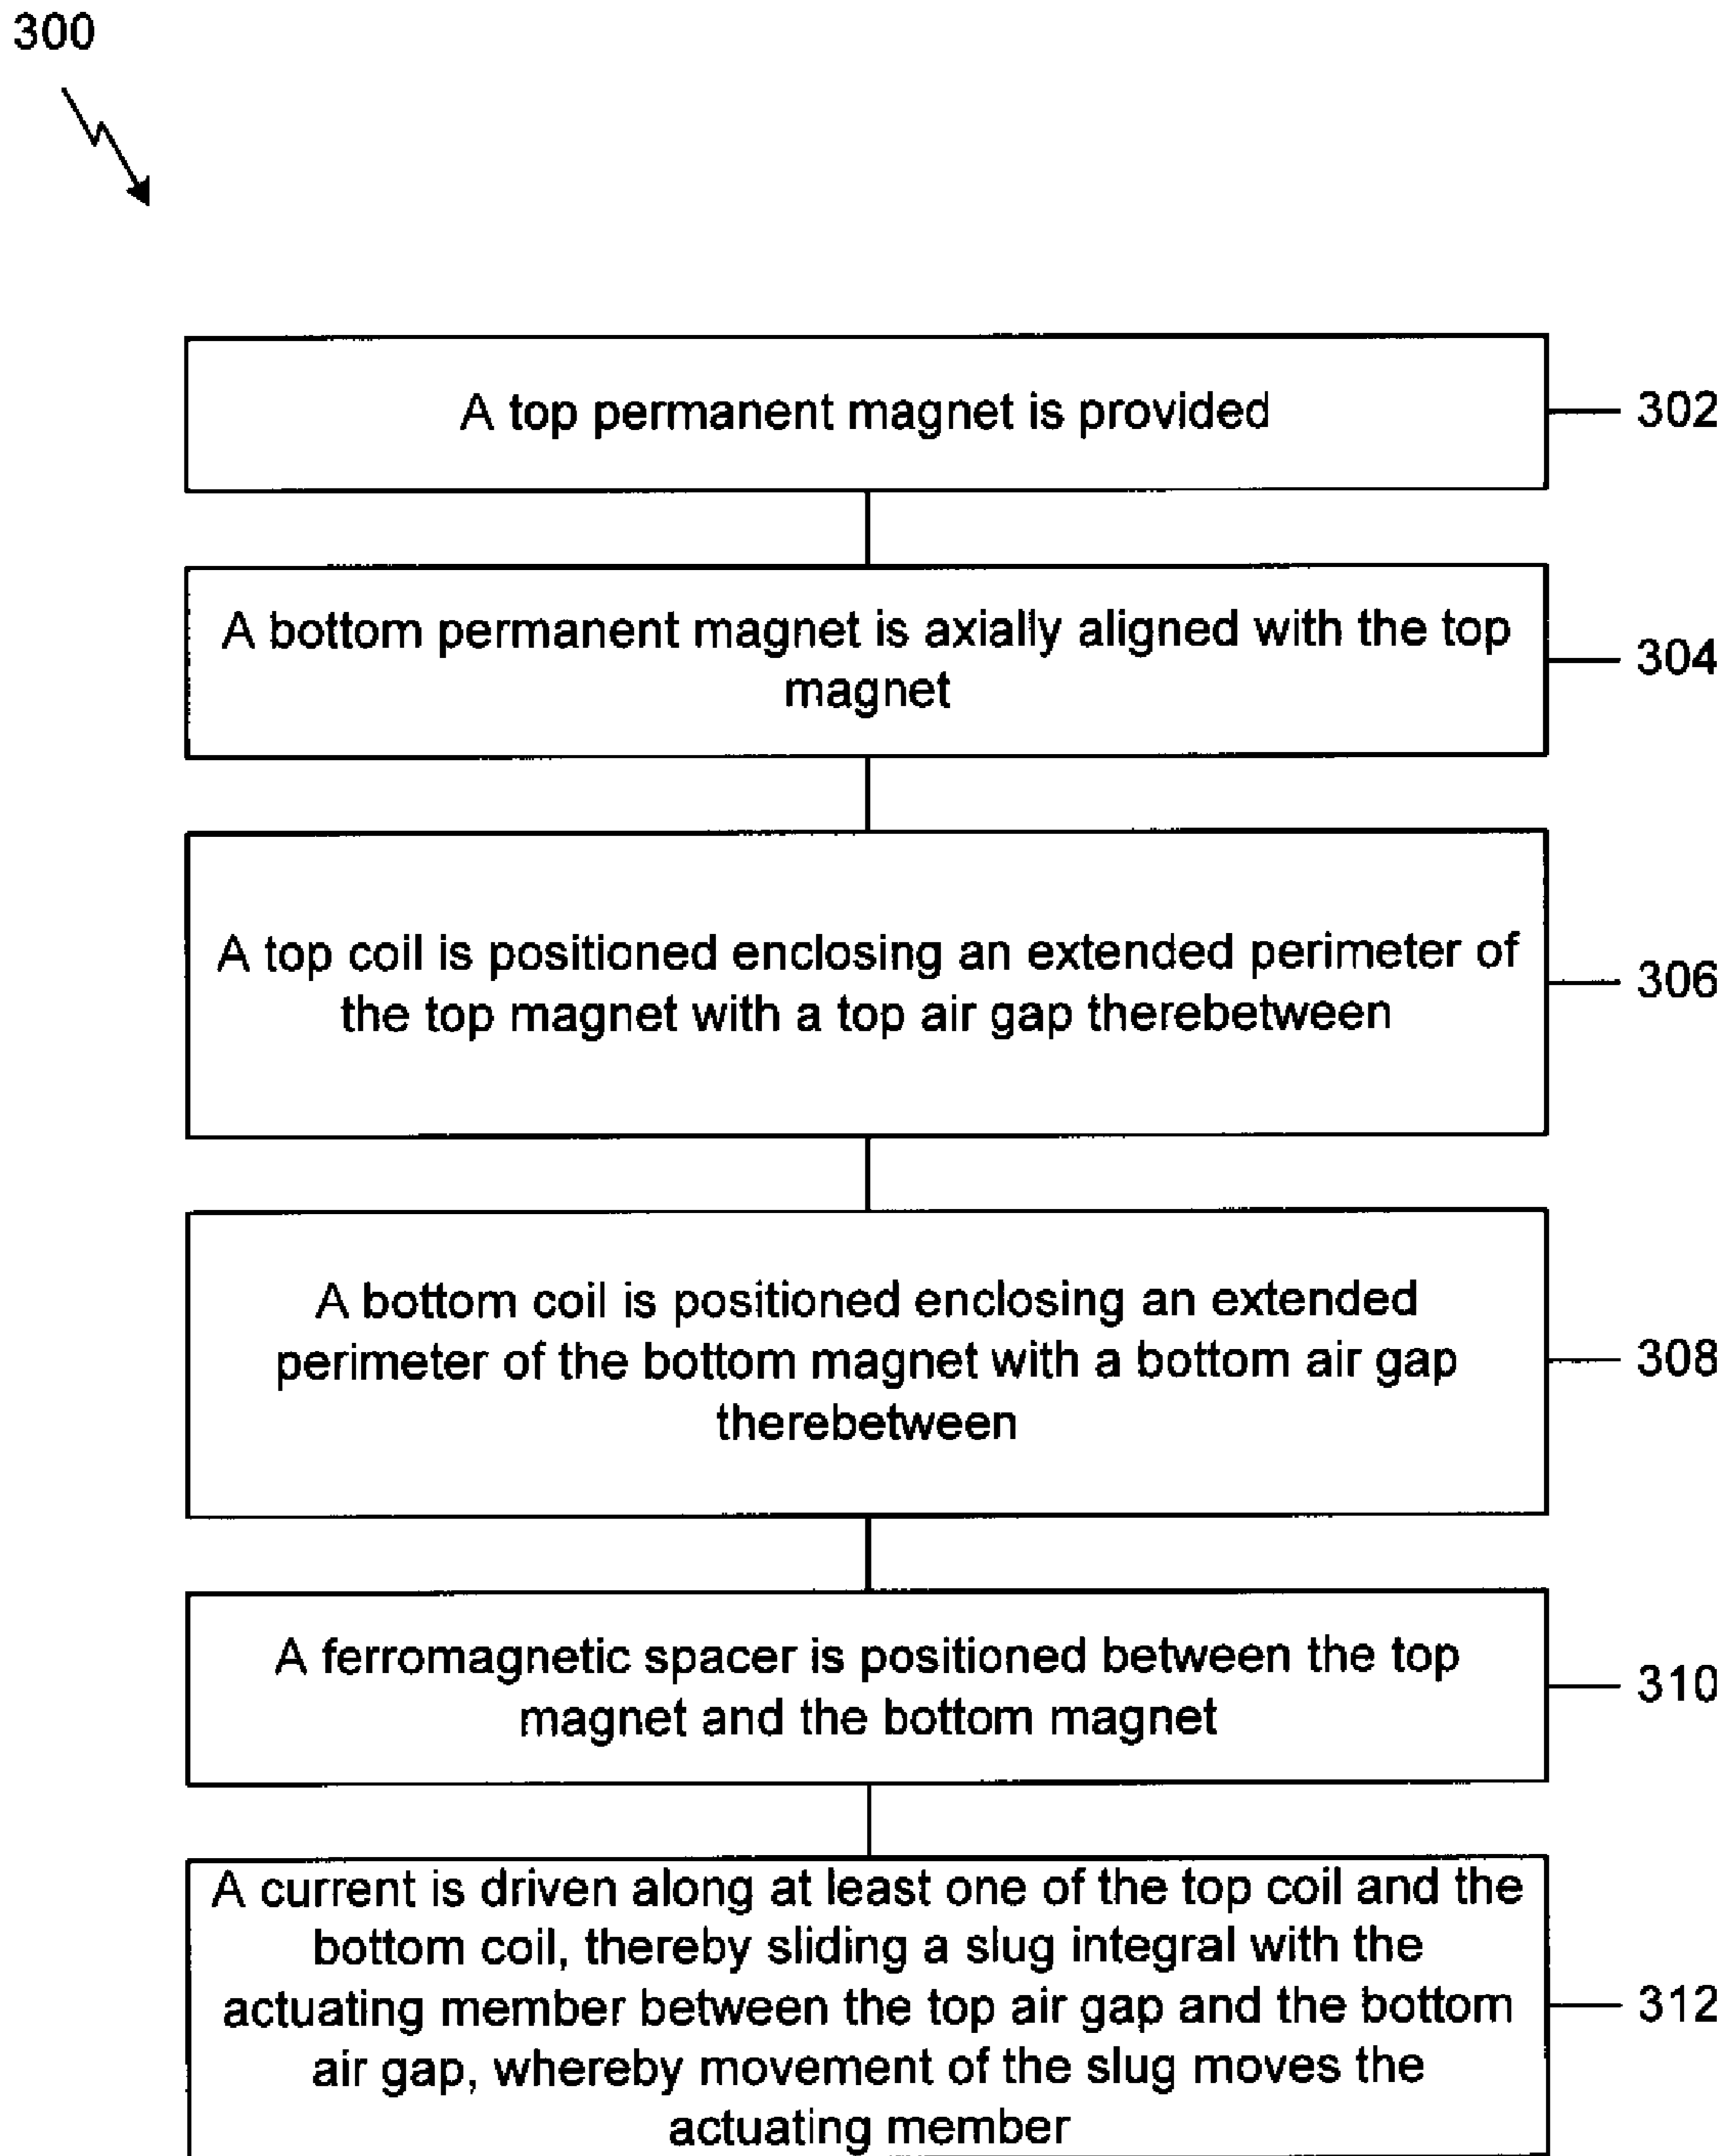 300
A top permanent magnet is provided
302
A bottom permanent magnet is axially aligned with the top
magnet
304
A top coil is positioned enclosing an extended perimeter of
the top magnet with a top air gap therebetween
306
A bottom coil is positioned enclosing an extended
perimeter of the bottom magnet with a bottom air gap
therebetween
308
A ferromagnetic spacer is positioned between the top
magnet and the bottom magnet
310
A current is driven along at least one of the top coil and the
bottom coil, thereby sliding a slug integral with the
actuating member between the top air gap and the bottom
air gap, whereby movement of the slug moves the
actuating member
312